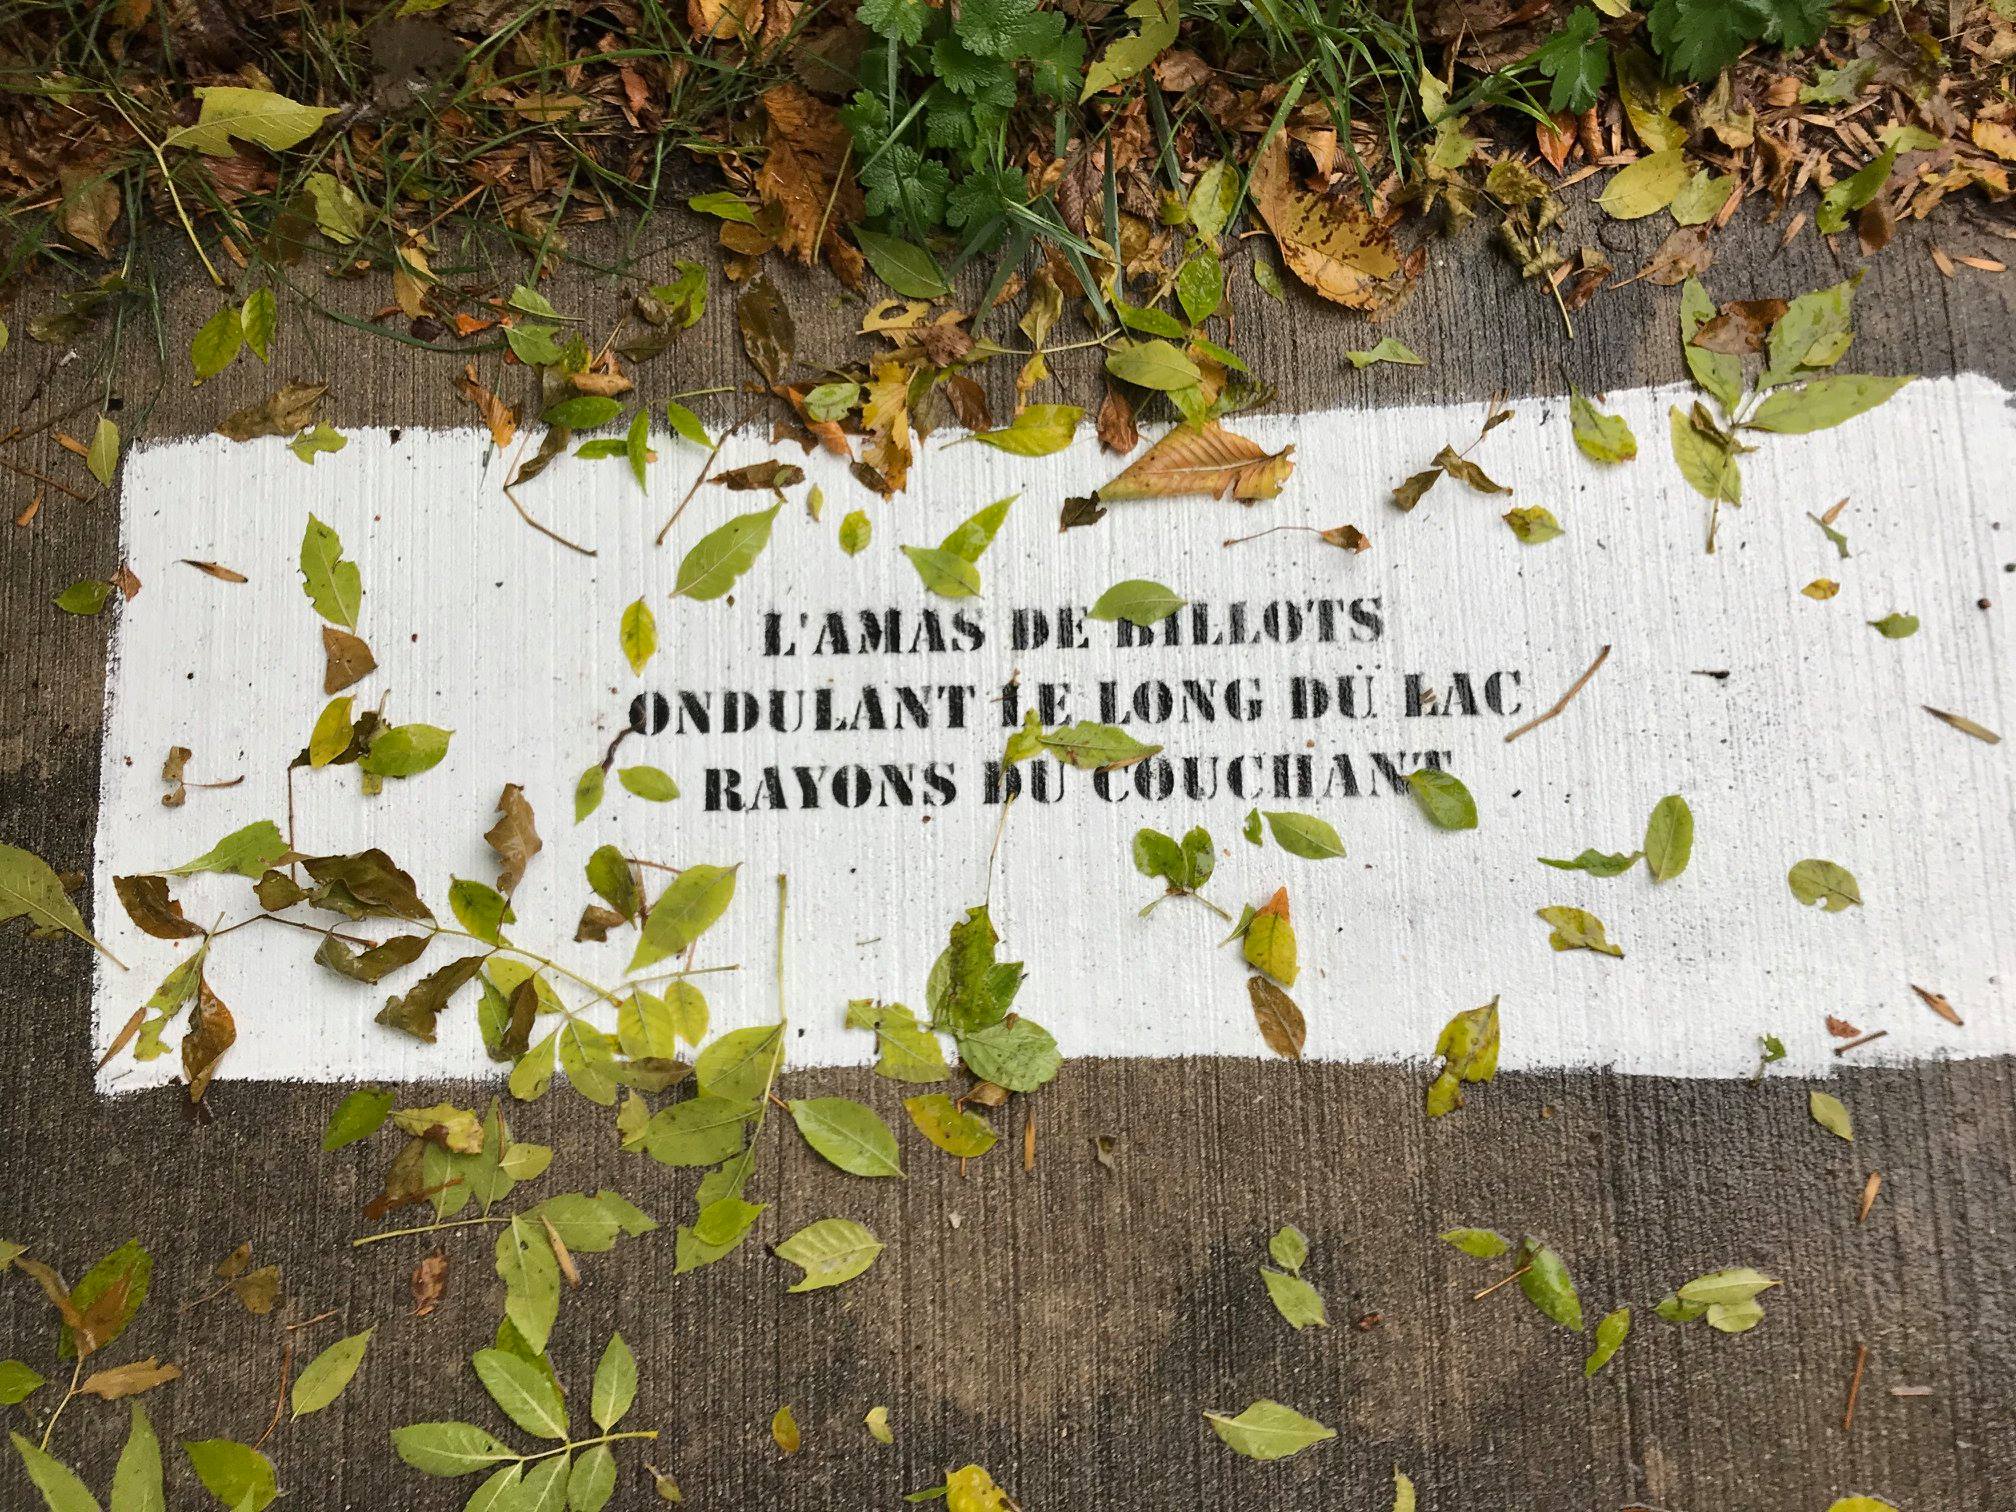 L'AMAS DE BILLOTS
ONDULANT LE LONG DU LAC
RAYONS DU COUCHANT